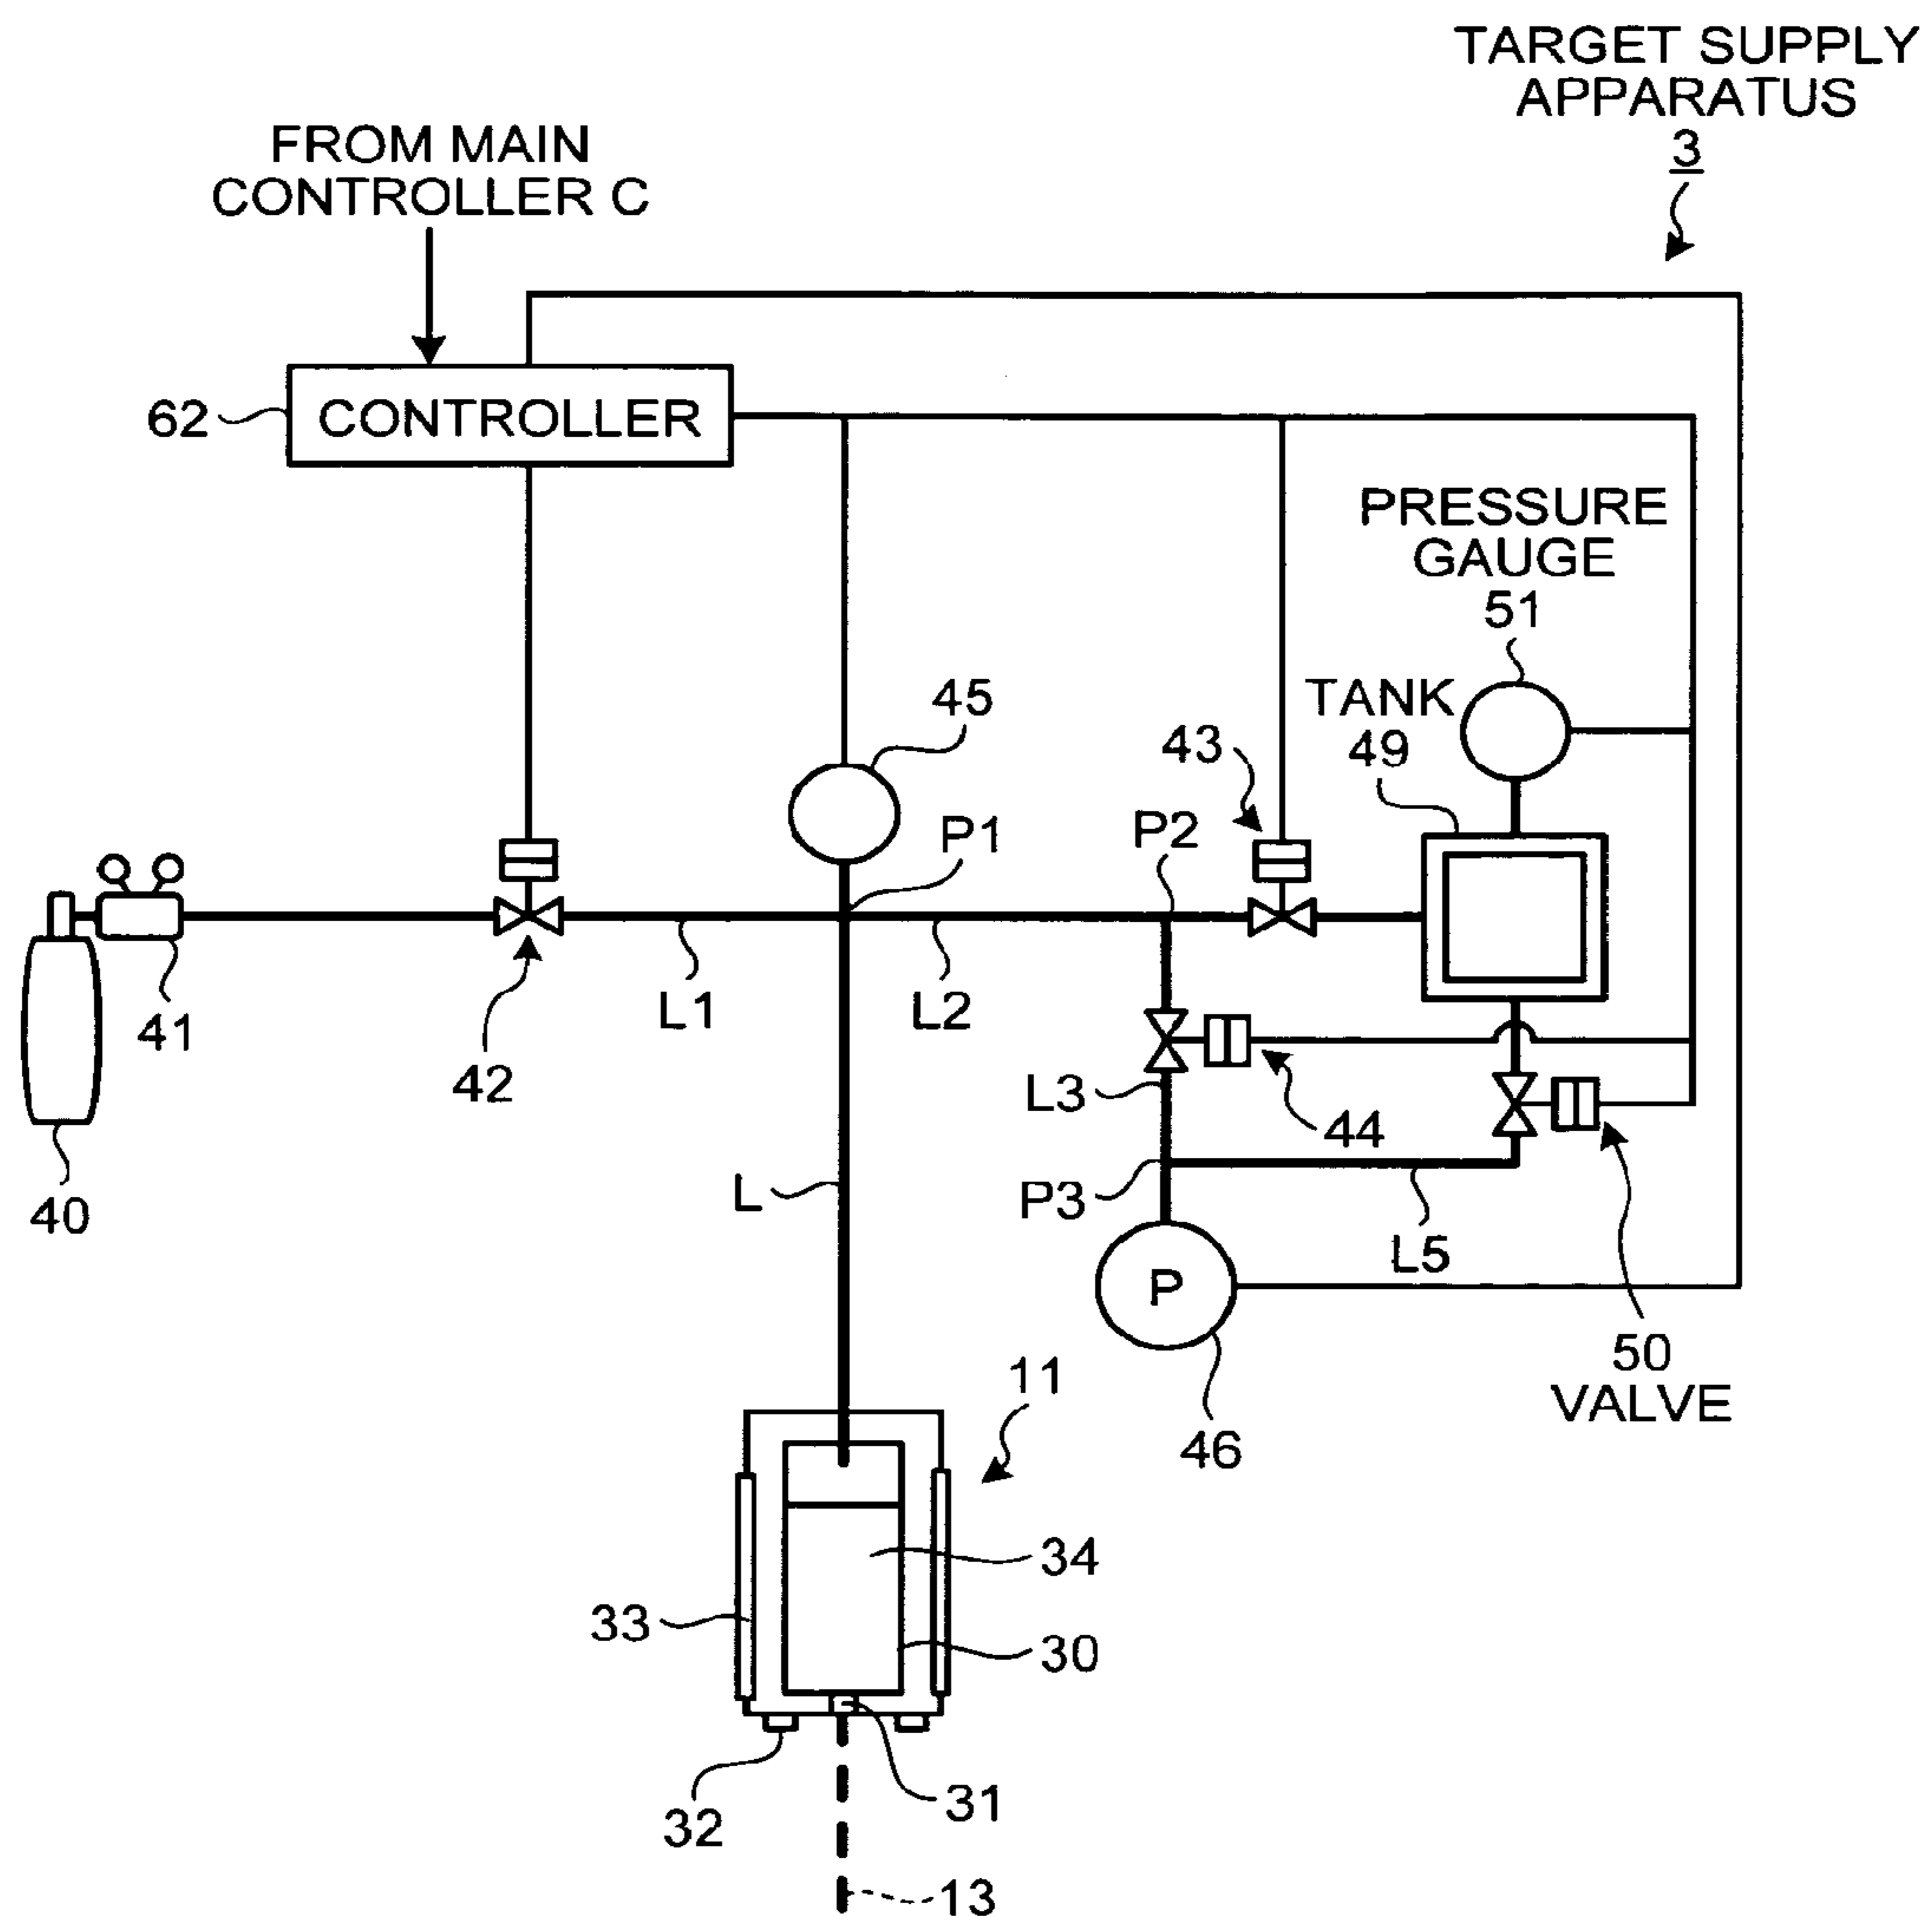 TARGET SUPPLY
APPARATUS
3
FROM MAIN
CONTROLLER C
62
CONTROLLER
PRESSURE
GAUGE
51
TANK
49
45
43
P1
P2
41
42
L1
L2
40
L3
44
L
P3
L5
P
50
VALVE
46
11
34
33
30
31
32
13